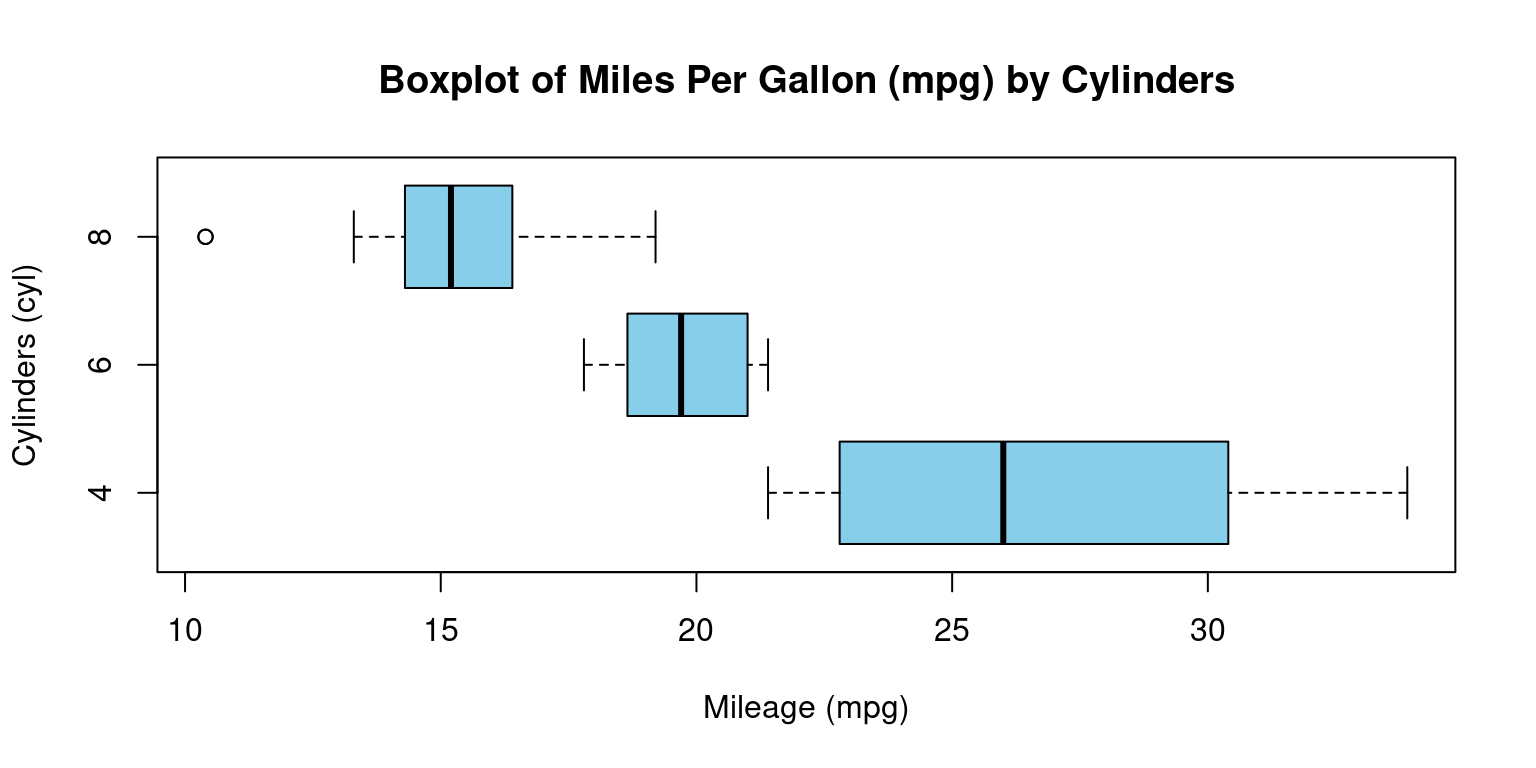 Boxplot of Miles Per Gallon (mpg) by Cylinders
Cylinders (cyl)
8
6
4
10 15 20 25 30
Mileage (mpg)